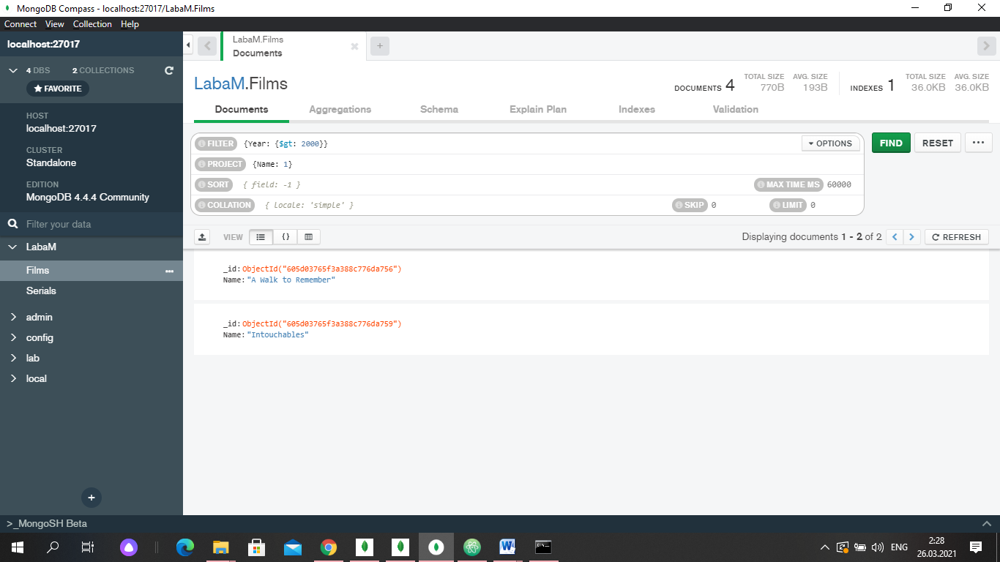 MongoDB Compass - localhost:27017/LabaM.Films
Connect View Collection Help
localhost:27017
4 DBS 2 COLLECTIONS
FAVORITE
HOST
localhost:27017
CLUSTER
Standalone
EDITION
MongoDB 4.4.4 Community
Filter your data
LabaM
Films
Serials
admin
config
lab
local
LabaM.Films
Documents
LabaM.Films
DOCUMENTS 4 TOTAL SIZE 770B AVG. SIZE 193B INDEXES 1 TOTAL SIZE 36.0KB AVG. SIZE 36.0KB
Documents Aggregations Schema Explain Plan Indexes Validation
FILTER {Year: {$gt: 2000}} OPTIONS FIND RESET
PROJECT {Name: 1}
SORT { field: -1 } MAX TIME MS 60000
COLLATION { locale: 'simple' } SKIP 0 LIMIT 0
VIEW {} Displaying documents 1 - 2 of 2 REFRESH
_id: ObjectId("605d03765f3a388c776da756")
Name: "A Walk to Remember"
_id: ObjectId("605d03765f3a388c776da759")
Name: "Intouchables"
>_MongoSH Beta
ENG 2:28
26.03.2021